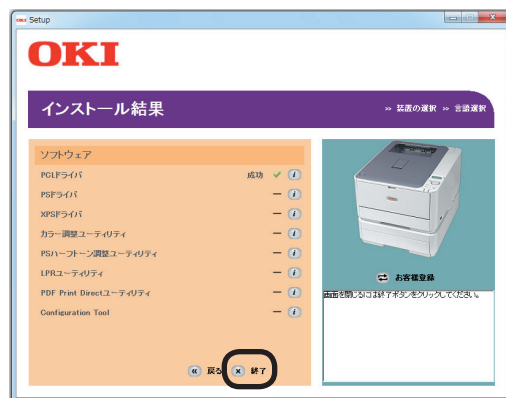 Setup
OKI
インストール結果
» 装置の選択 » 言語選択
ソフトウェア
PCLドライバ 成功
PSドライバ
XPSドライバ
カラー調整ユーティリティ
PSハーフトーン調整ユーティリティ
LPRユーティリティ
PDF Print Directユーティリティ
Configuration Tool
戻る 終了
お客様登録
画面を閉じるには終了ボタンをクリックしてください。